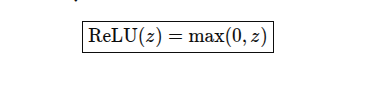 ReLU(z) = max(0, z)